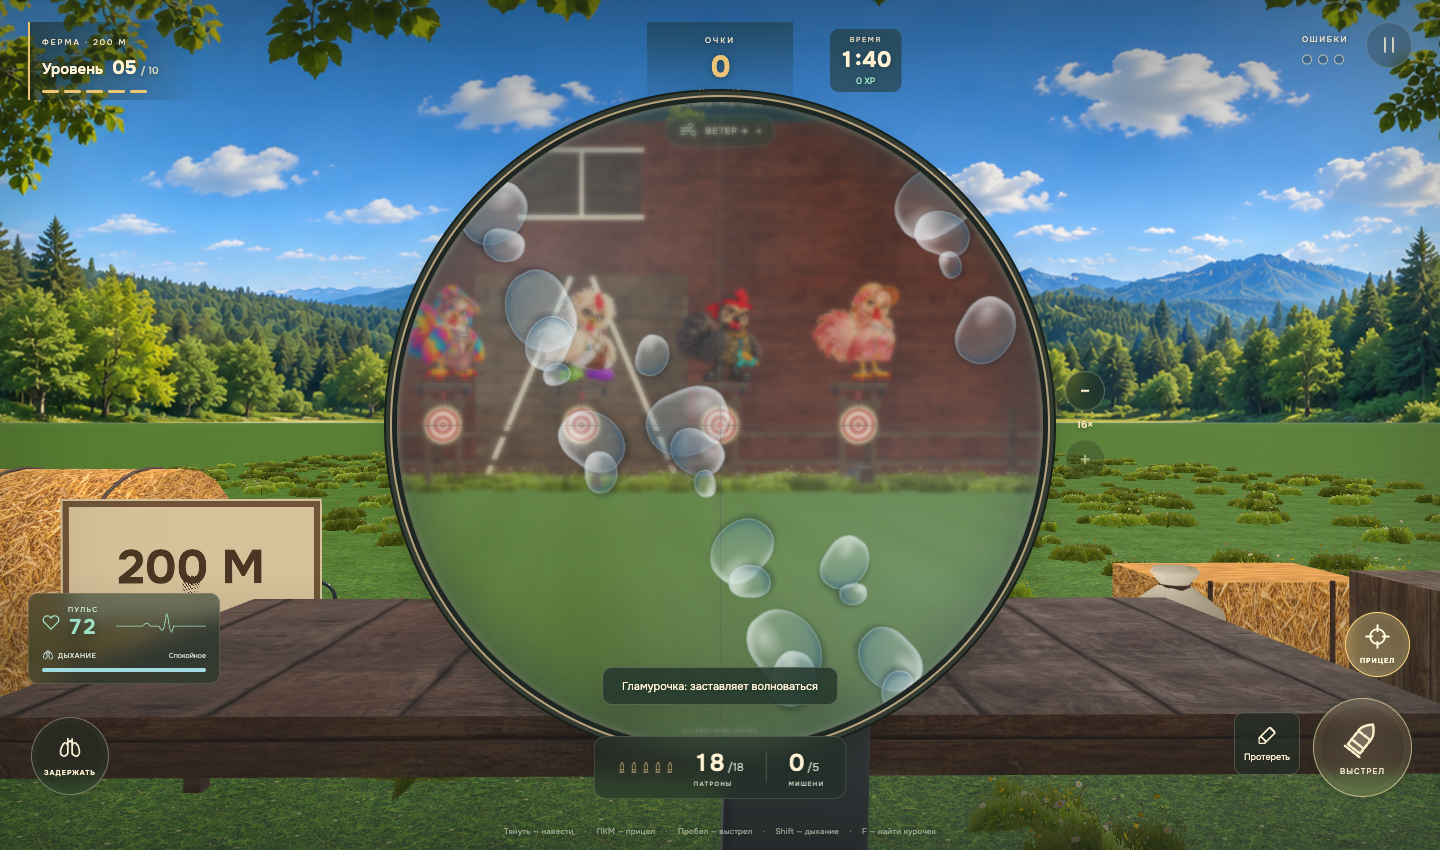 ФЕРМА · 200 М
Уровень 05 / 10
ОЧКИ
0
ВРЕМЯ
1:40
0 XP
ОШИБКИ
ВЕТЕР →
−
16×
+
200 М
ПУЛЬС
72
ДЫХАНИЕ Спокойное
Гламурочка: заставляет волноваться
ПРИЦЕЛ
ЗАДЕРЖАТЬ
18 /18
ПАТРОНЫ
0 /5
МИШЕНИ
Протереть
ВЫСТРЕЛ
Тянуть — навести · ПКМ — прицел · Пробел — выстрел · Shift — дыхание · F — найти курочек